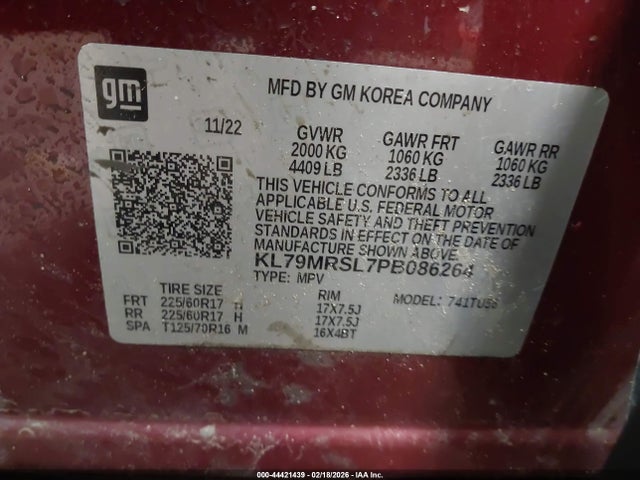 gm
MFD BY GM KOREA COMPANY
11/22
GVWR
2000 KG
4409 LB
GAWR FRT
1060 KG
2336 LB
GAWR RR
1060 KG
2336 LB
THIS VEHICLE CONFORMS TO ALL
APPLICABLE U.S. FEDERAL MOTOR
VEHICLE SAFETY AND THEFT PREVENTION
STANDARDS IN EFFECT ON THE DATE OF
MANUFACTURE SHOWN ABOVE.
KL79MRSL7PB086264
TYPE: MPV
MODEL:
TIRE SIZE RIM
FRT 225/60R17 H 17X7.5J
RR 225/60R17 H 17X7.5J
SPA T125/70R16 M 16X4BT
000-44421439 - 02/18/2026 - IAA Inc.